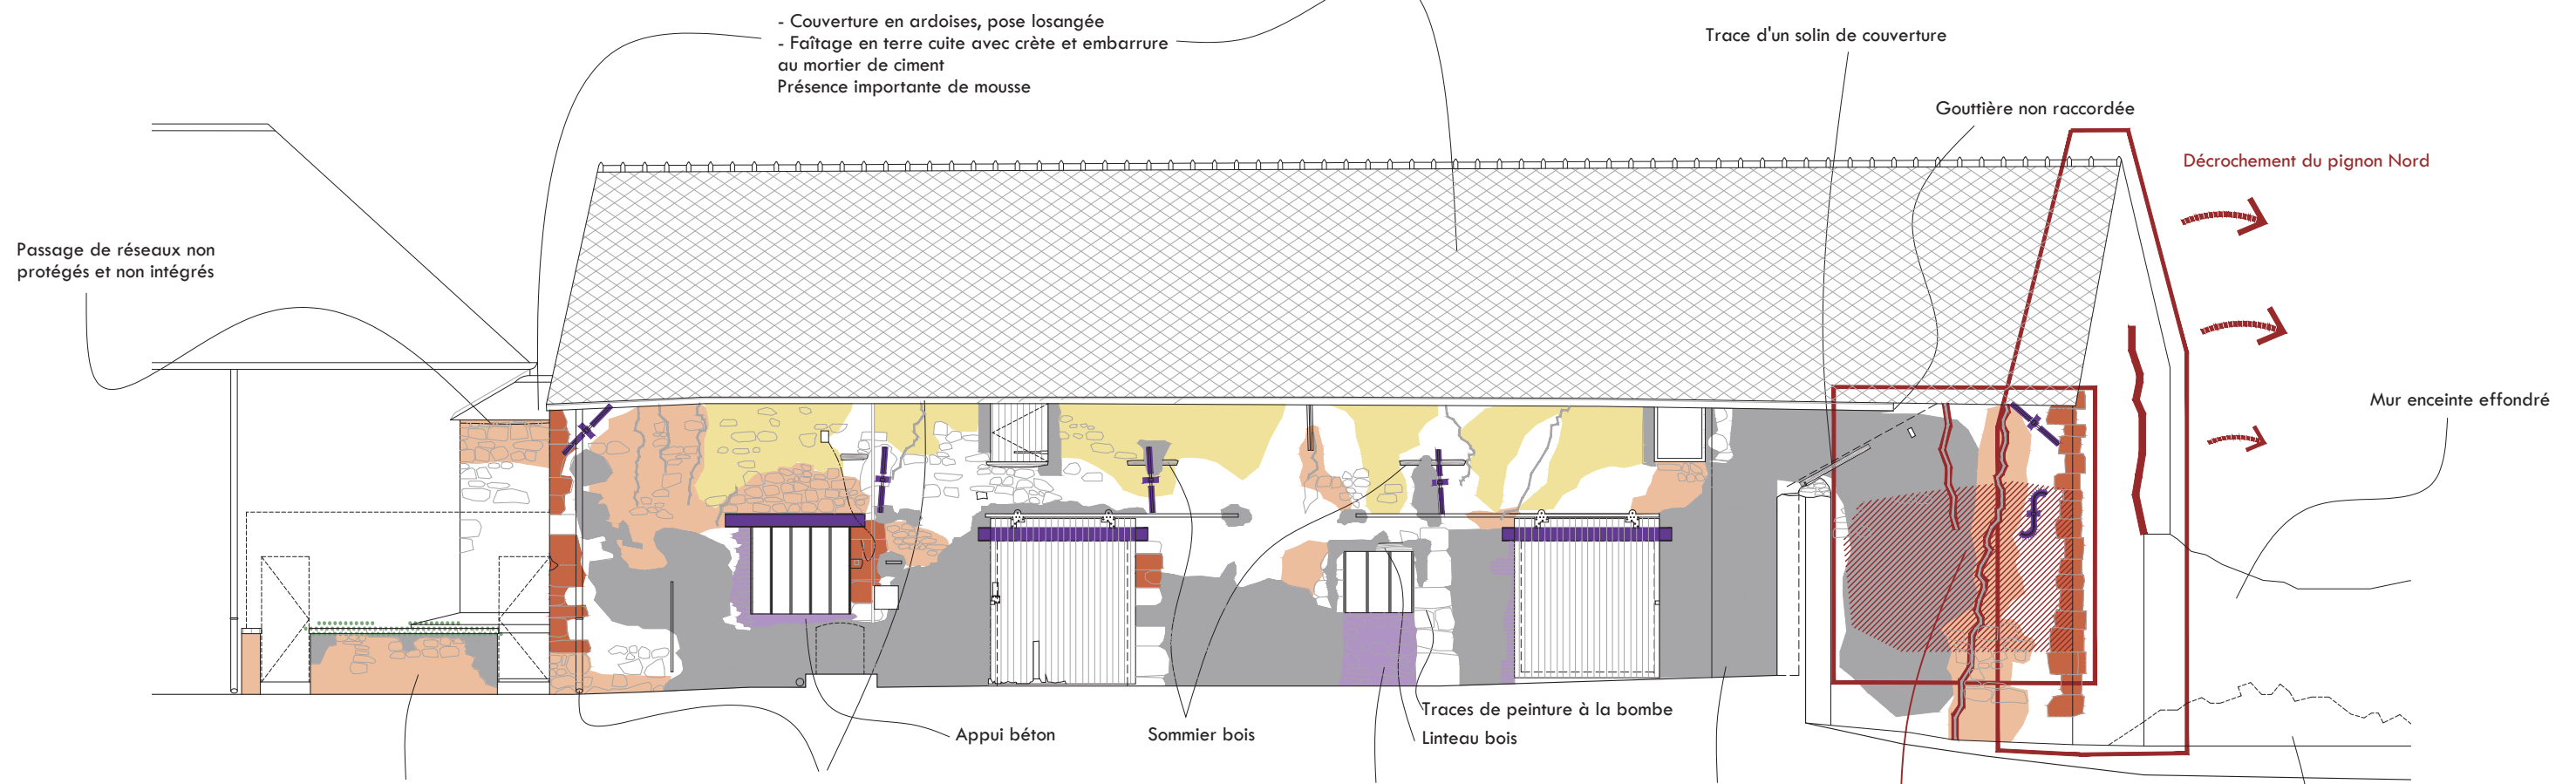 - Couverture en ardoises, pose losangée
- Faîtage en terre cuite avec crète et embarrure
au mortier de ciment
Présence importante de mousse
Trace d'un solin de couverture
Gouttière non raccordée
Décrochement du pignon Nord
Passage de réseaux non
protégés et non intégrés
Mur enceinte effondré
Traces de peinture à la bombe
Appui béton
Sommier bois
Linteau bois